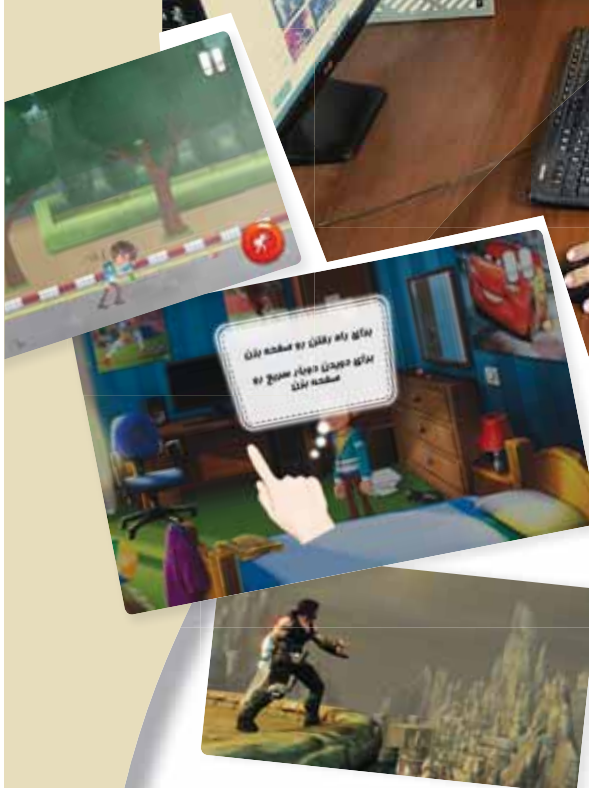 برای راه رفتن رو صفحه بزن
برای دویدن دوبار سریع رو
صفحه بزن